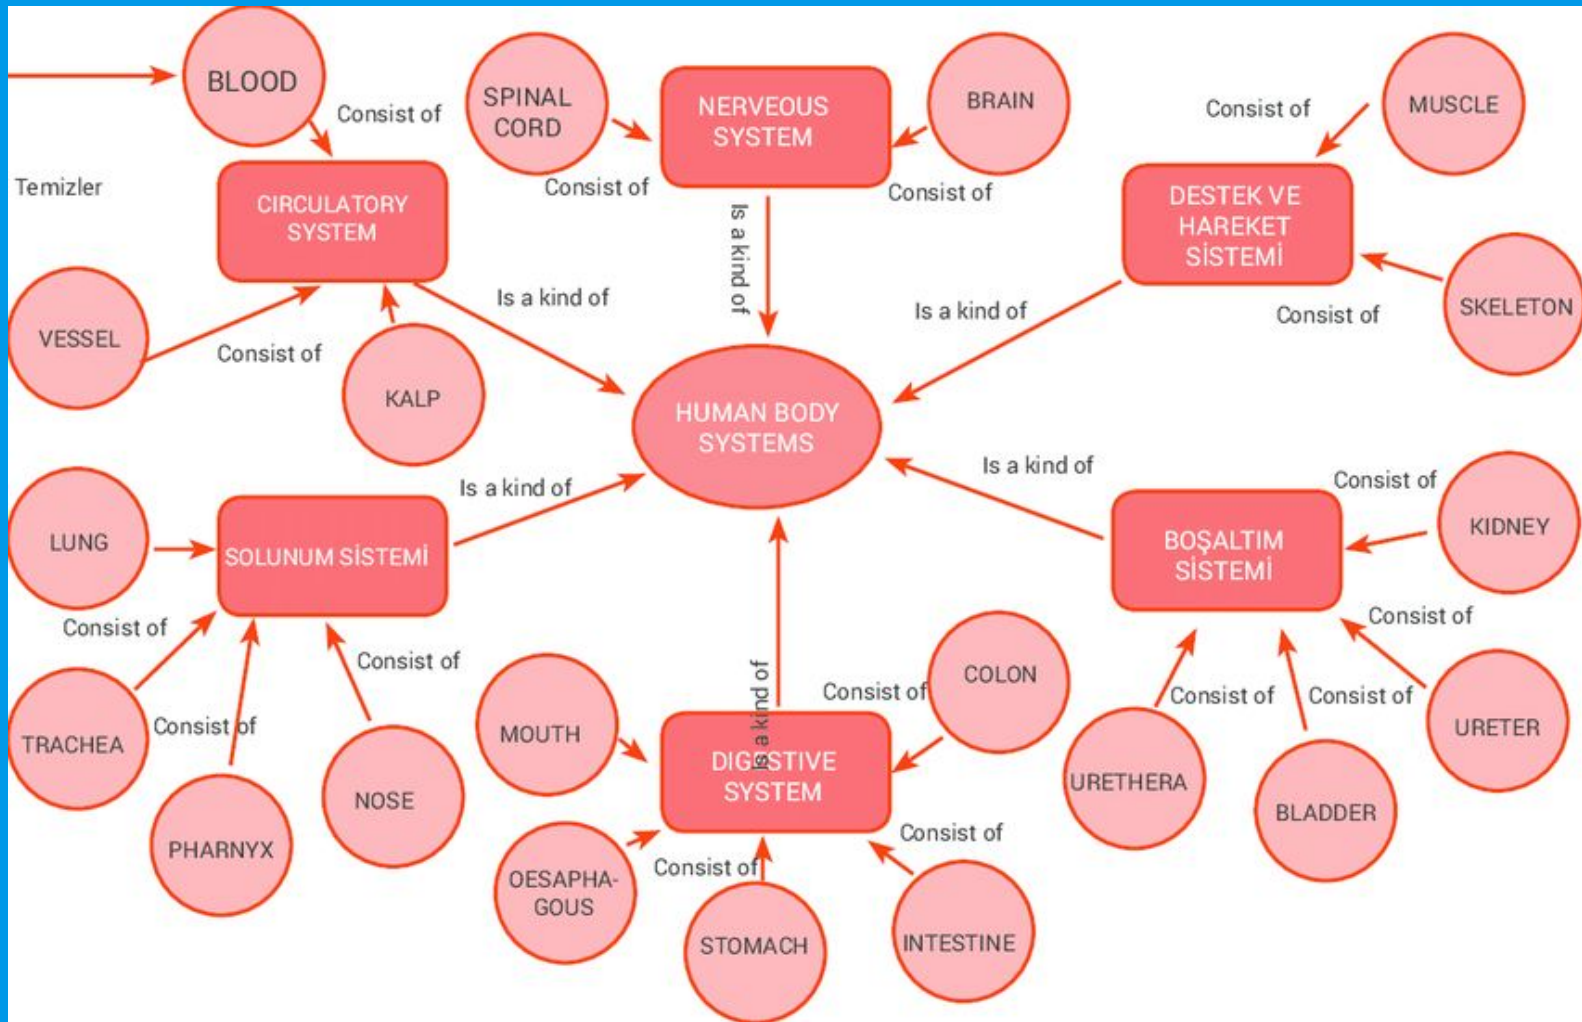 BLOOD
Consist of
SPINAL
CORD
NERVEOUS
SYSTEM
BRAIN
Consist of
MUSCLE
Temizler
CIRCULATORY
SYSTEM
Consist of
Consist of
DESTEK VE
HAREKET
SİSTEMİ
Is a kind of
VESSEL
Consist of
KALP
Is a kind of
Is a kind of
Consist of
SKELETON
HUMAN BODY
SYSTEMS
LUNG
SOLUNUM SİSTEMİ
Is a kind of
Is a kind of
BOŞALTIM
SİSTEMİ
Consist of
KIDNEY
Consist of
TRACHEA
Consist of
PHARNYX
Consist of
NOSE
MOUTH
Is a kind of
DIGESTIVE
SYSTEM
Consist of
COLON
OESAPHA-
GOUS
Consist of
STOMACH
Consist of
INTESTINE
Consist of
URETHERA
Consist of
BLADDER
Consist of
URETER